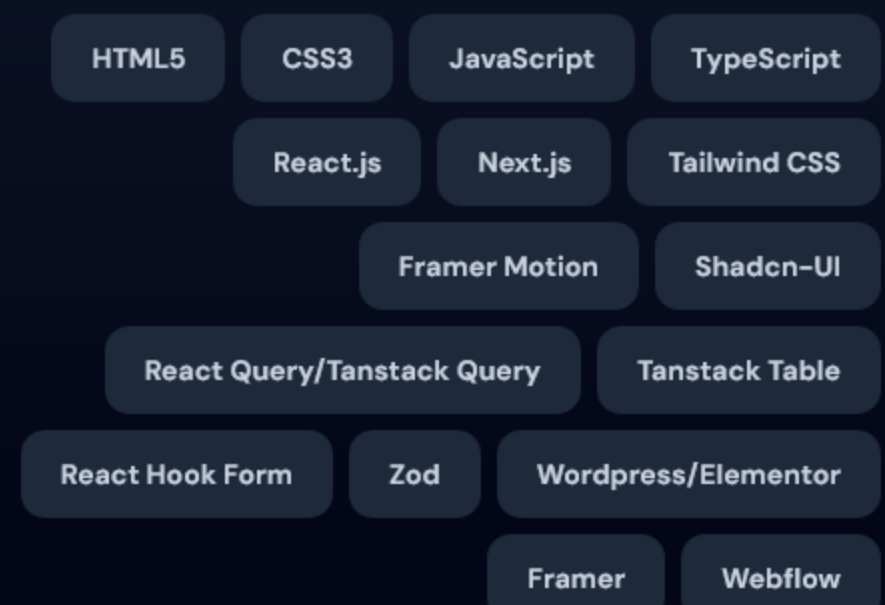 HTML5 CSS3 JavaScript TypeScript
React.js Next.js Tailwind CSS
Framer Motion Shadcn-UI
React Query/Tanstack Query Tanstack Table
React Hook Form Zod Wordpress/Elementor
Framer Webflow